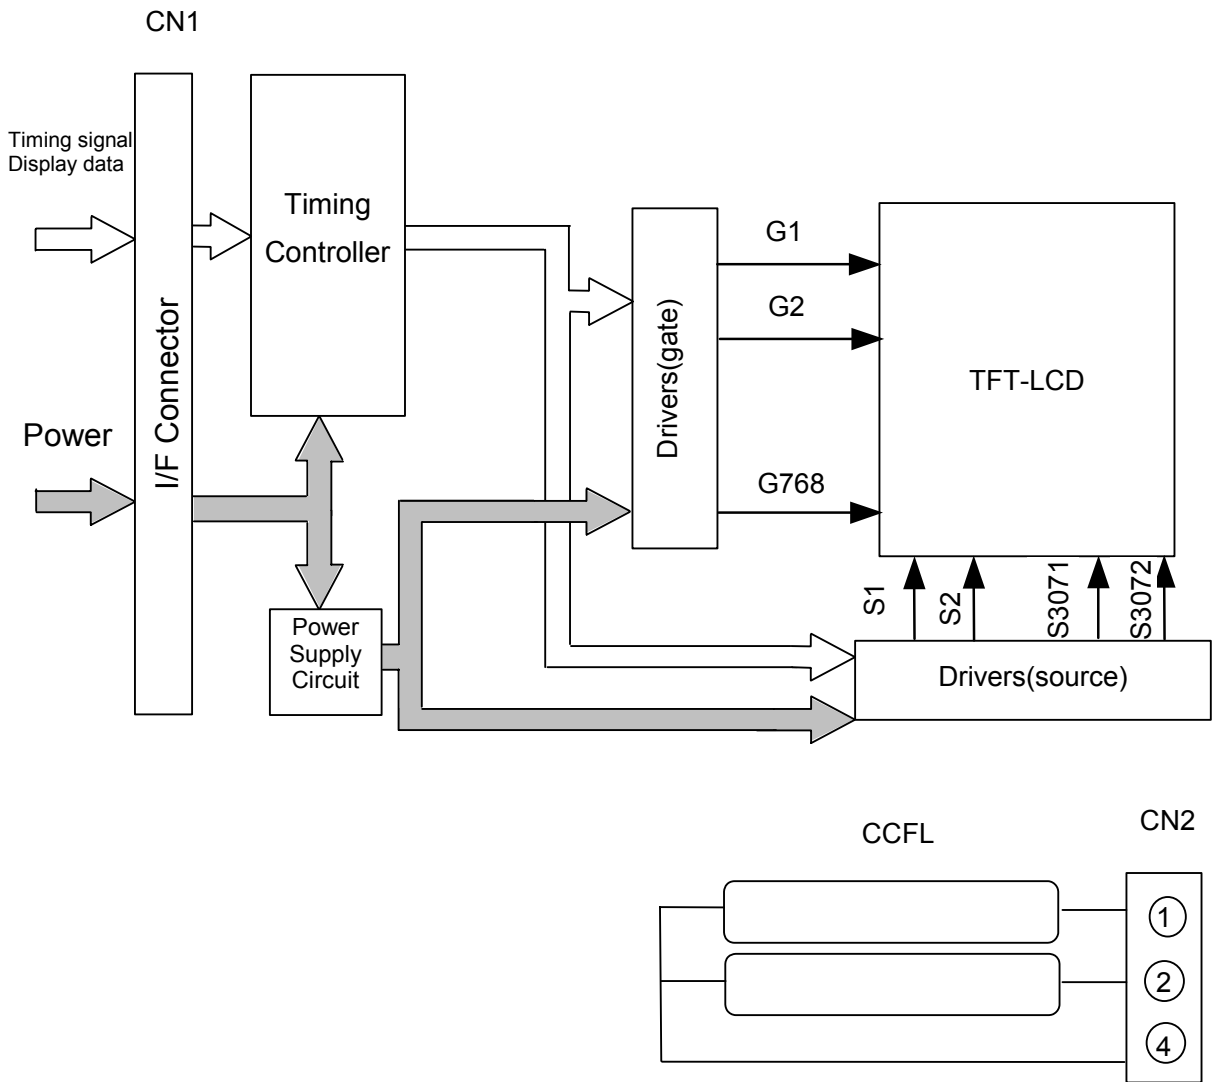 CN1
Timing signal
Display data
Timing
Controller
I/F Connector
Power
Drivers(gate)
G1
G2
G768
TFT-LCD
S1
S2
S3071
S3072
Power
Supply
Circuit
Drivers(source)
CCFL
CN2
1
2
4